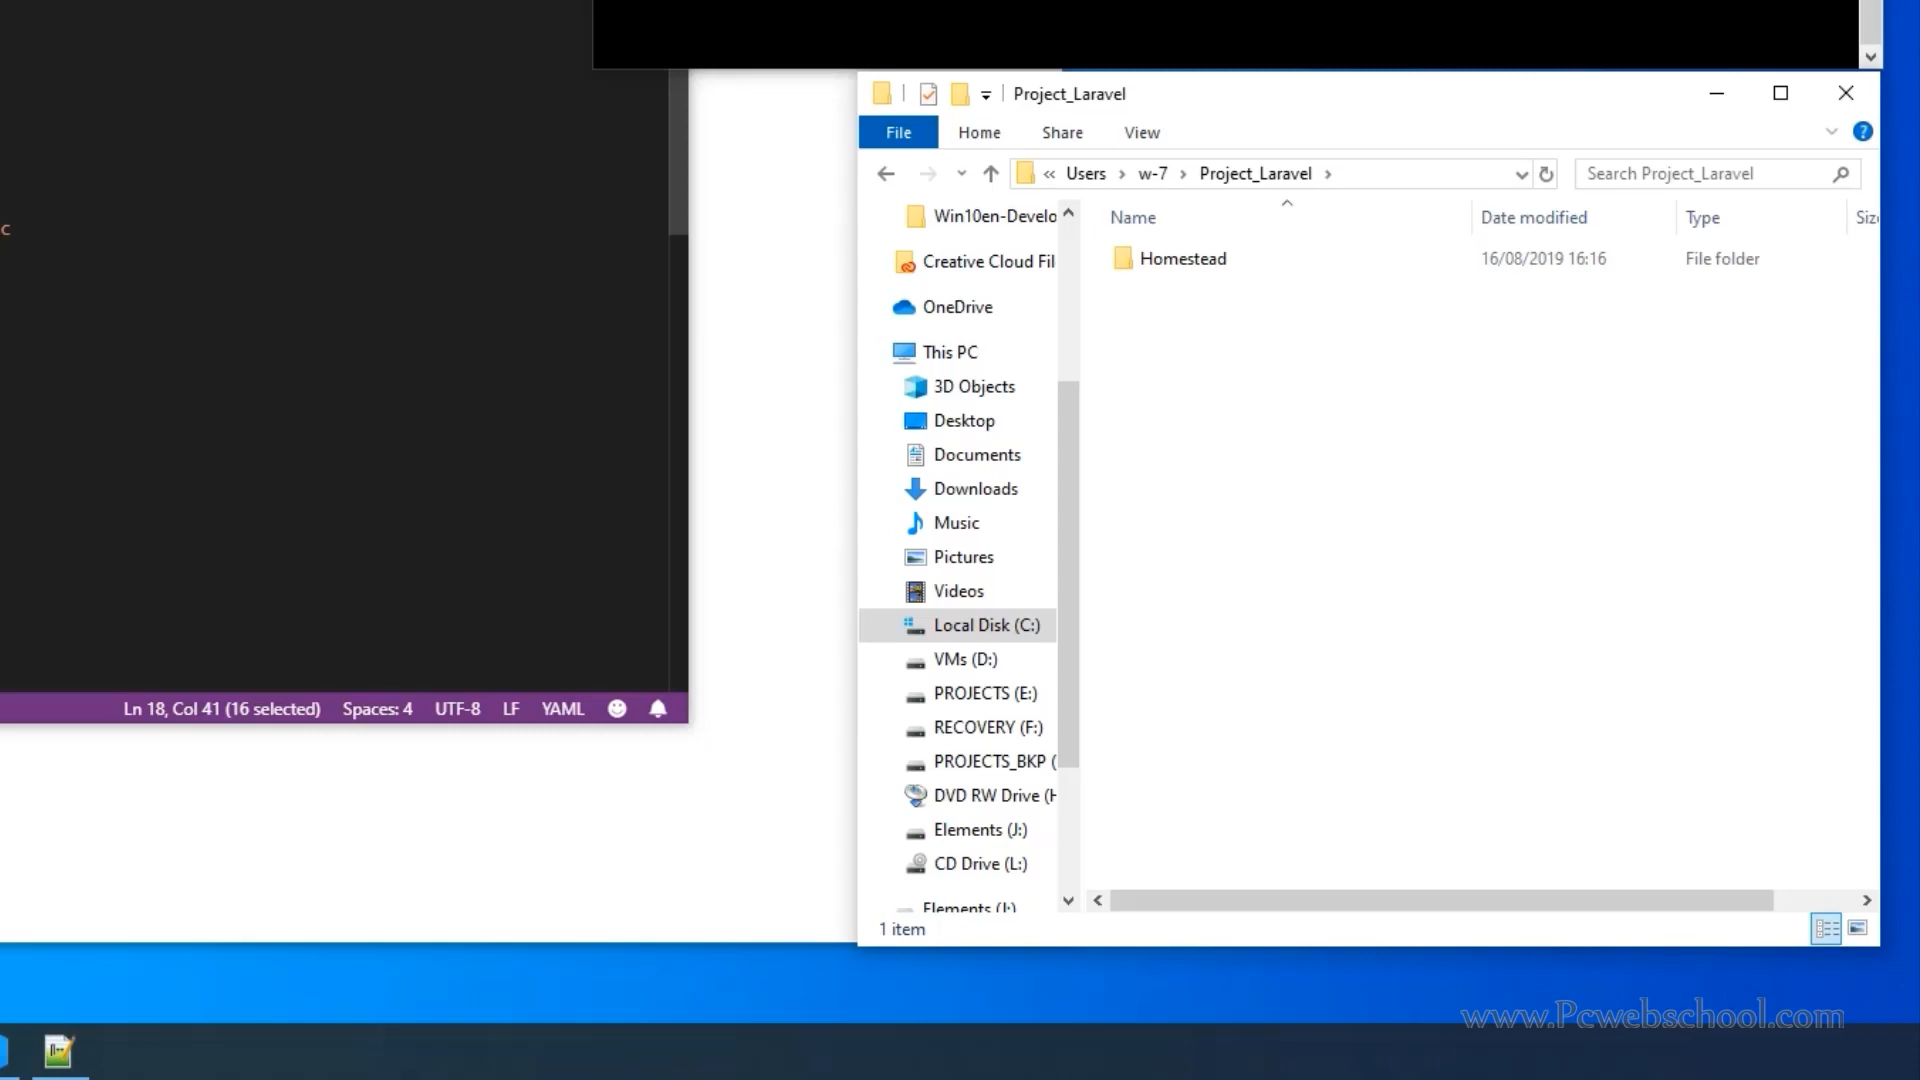 c
Ln 18, Col 41 (16 selected) Spaces: 4 UTF-8 LF YAML
Project_Laravel
File Home Share View
« Users › w-7 › Project_Laravel ›
Search Project_Laravel
Name Date modified Type Siz
Homestead 16/08/2019 16:16 File folder
Win10en-Develo
Creative Cloud Fil
OneDrive
This PC
3D Objects
Desktop
Documents
Downloads
Music
Pictures
Videos
Local Disk (C:)
VMs (D:)
PROJECTS (E:)
RECOVERY (F:)
PROJECTS_BKP (
DVD RW Drive (H
Elements (J:)
CD Drive (L:)
Elements (J:)
1 item
www.Pcwebschool.com